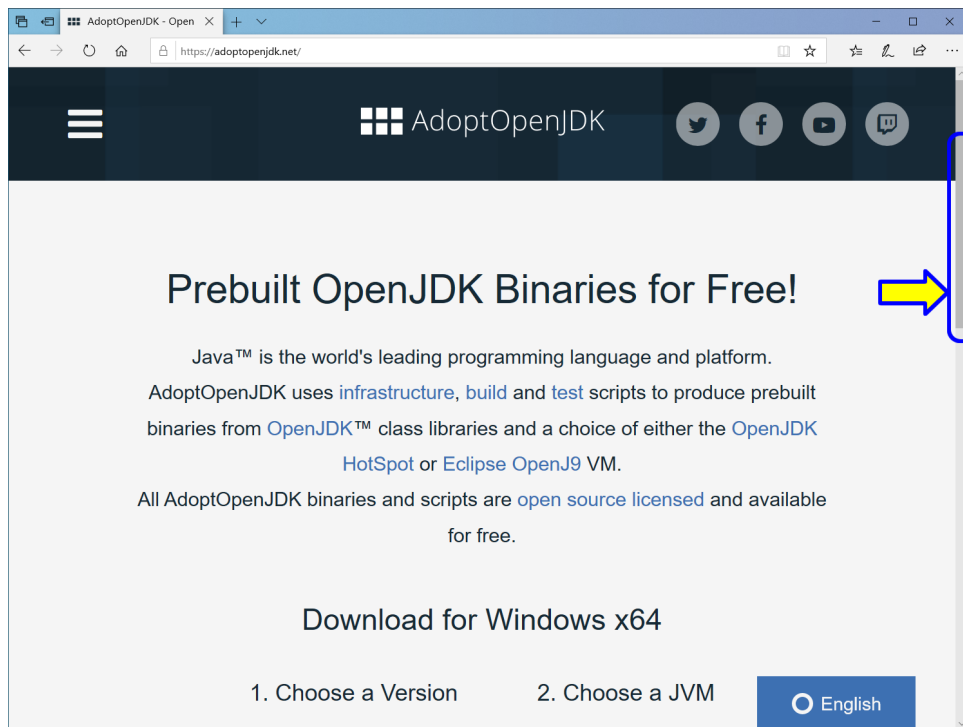 AdoptOpenJDK - Open
https://adoptopenjdk.net/
AdoptOpenJDK
Prebuilt OpenJDK Binaries for Free!
Java™ is the world's leading programming language and platform.
AdoptOpenJDK uses infrastructure, build and test scripts to produce prebuilt
binaries from OpenJDK™ class libraries and a choice of either the OpenJDK
HotSpot or Eclipse OpenJ9 VM.
All AdoptOpenJDK binaries and scripts are open source licensed and available
for free.
Download for Windows x64
1. Choose a Version 2. Choose a JVM
English